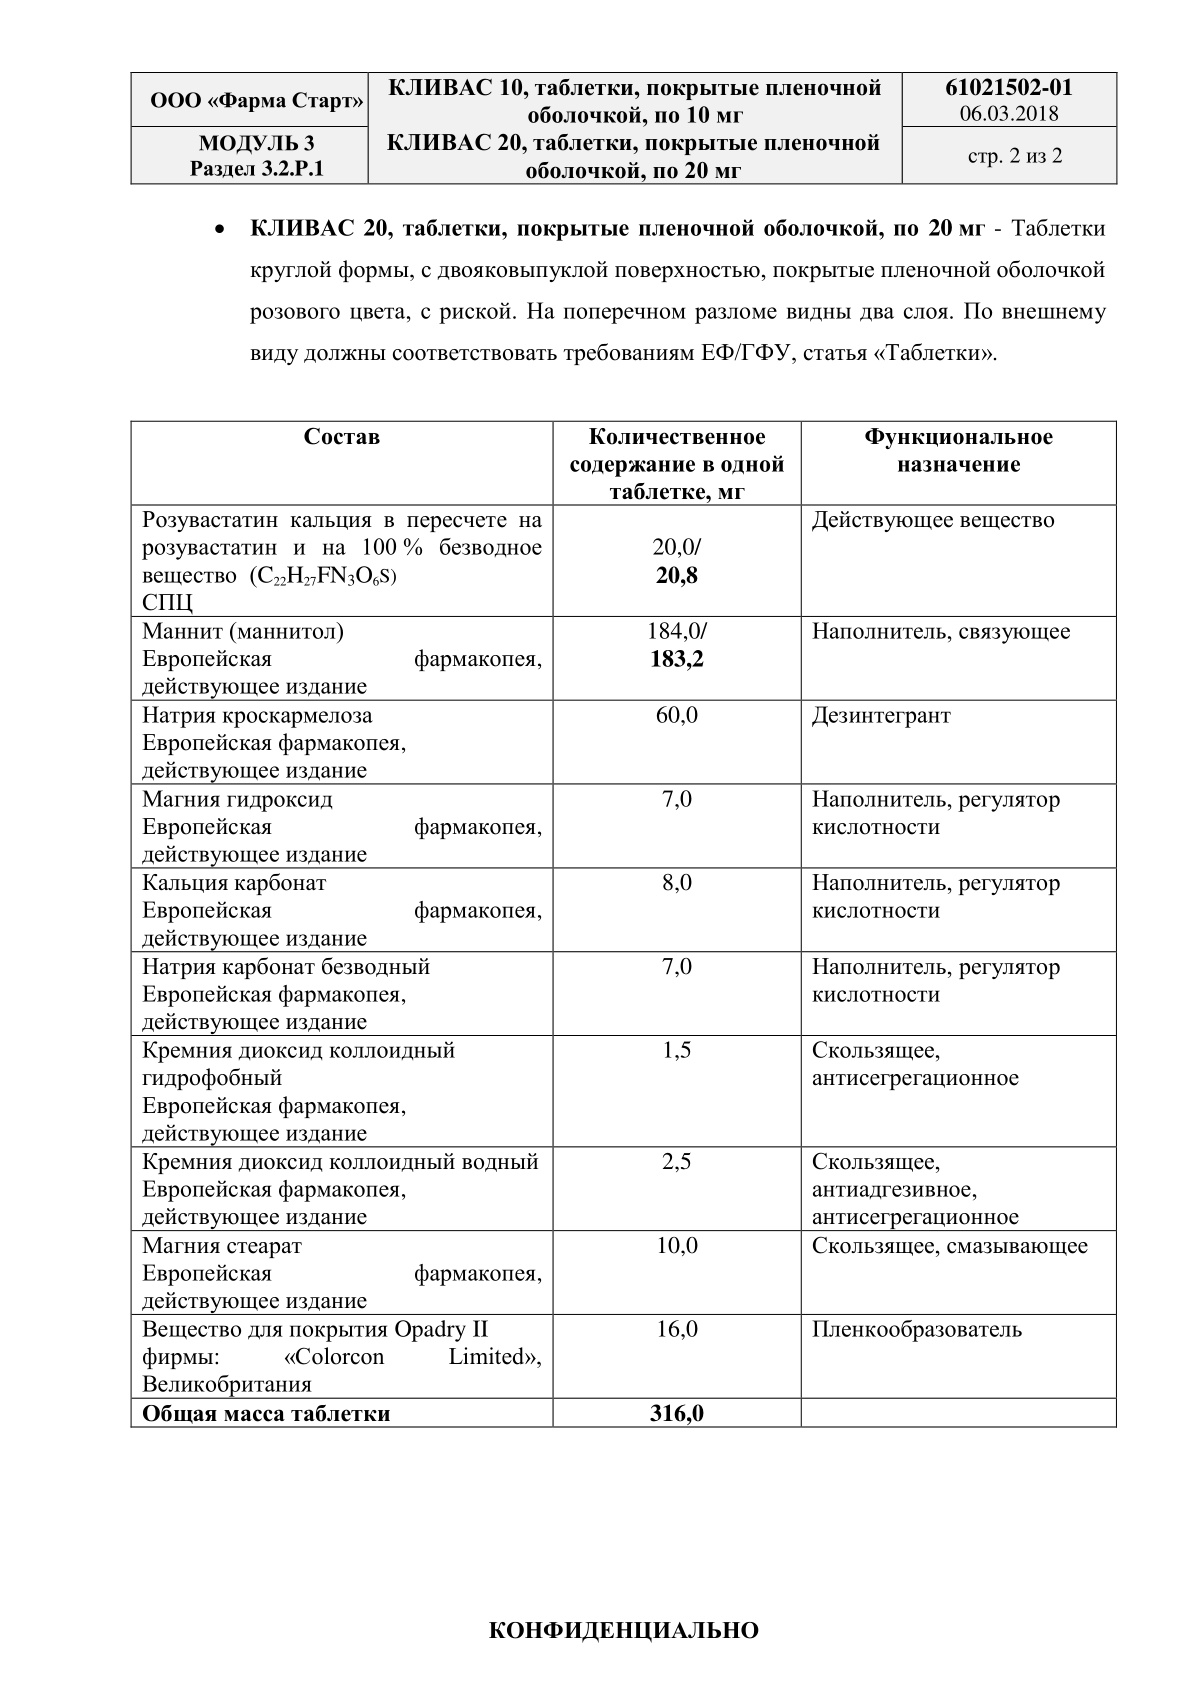 ООО «Фарма Старт»
КЛИВАС 10, таблетки, покрытые пленочной
оболочкой, по 10 мг
КЛИВАС 20, таблетки, покрытые пленочной
оболочкой, по 20 мг
61021502-01
06.03.2018
МОДУЛЬ 3
Раздел 3.2.P.1
стр. 2 из 2
• КЛИВАС 20, таблетки, покрытые пленочной оболочкой, по 20 мг - Таблетки
круглой формы, с двояковыпуклой поверхностью, покрытые пленочной оболочкой
розового цвета, с риской. На поперечном разломе видны два слоя. По внешнему
виду должны соответствовать требованиям ЕФ/ГФУ, статья «Таблетки».
Состав
Количественное
содержание в одной
таблетке, мг
Функциональное
назначение
Розувастатин кальция в пересчете на
розувастатин и на 100 % безводное
вещество (C₂₂H₂₇FN₃O₆S)
СПЦ
20,0/
20,8
Действующее вещество
Маннит (маннитол)
Европейская фармакопея,
действующее издание
184,0/
183,2
Наполнитель, связующее
Натрия кроскармелоза
Европейская фармакопея,
действующее издание
60,0
Дезинтегрант
Магния гидроксид
Европейская фармакопея,
действующее издание
7,0
Наполнитель, регулятор
кислотности
Кальция карбонат
Европейская фармакопея,
действующее издание
8,0
Наполнитель, регулятор
кислотности
Натрия карбонат безводный
Европейская фармакопея,
действующее издание
7,0
Наполнитель, регулятор
кислотности
Кремния диоксид коллоидный
гидрофобный
Европейская фармакопея,
действующее издание
1,5
Скользящее,
антисегрегационное
Кремния диоксид коллоидный водный
Европейская фармакопея,
действующее издание
2,5
Скользящее,
антиадгезивное,
антисегрегационное
Магния стеарат
Европейская фармакопея,
действующее издание
10,0
Скользящее, смазывающее
Вещество для покрытия Opadry II
фирмы: «Colorcon Limited»,
Великобритания
16,0
Пленкообразователь
Общая масса таблетки
316,0
КОНФИДЕНЦИАЛЬНО